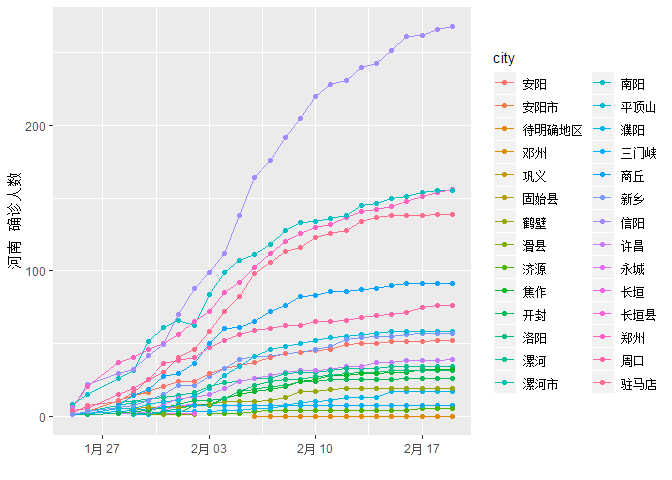 city
安阳
安阳市
待明确地区
邓州
巩义
固始县
鹤壁
滑县
济源
焦作
开封
洛阳
漯河
漯河市
南阳
平顶山
濮阳
三门峡
商丘
新乡
信阳
许昌
永城
长垣
长垣县
郑州
周口
驻马店
河南 确诊人数
200
100
0
1月 27
2月 03
2月 10
2月 17